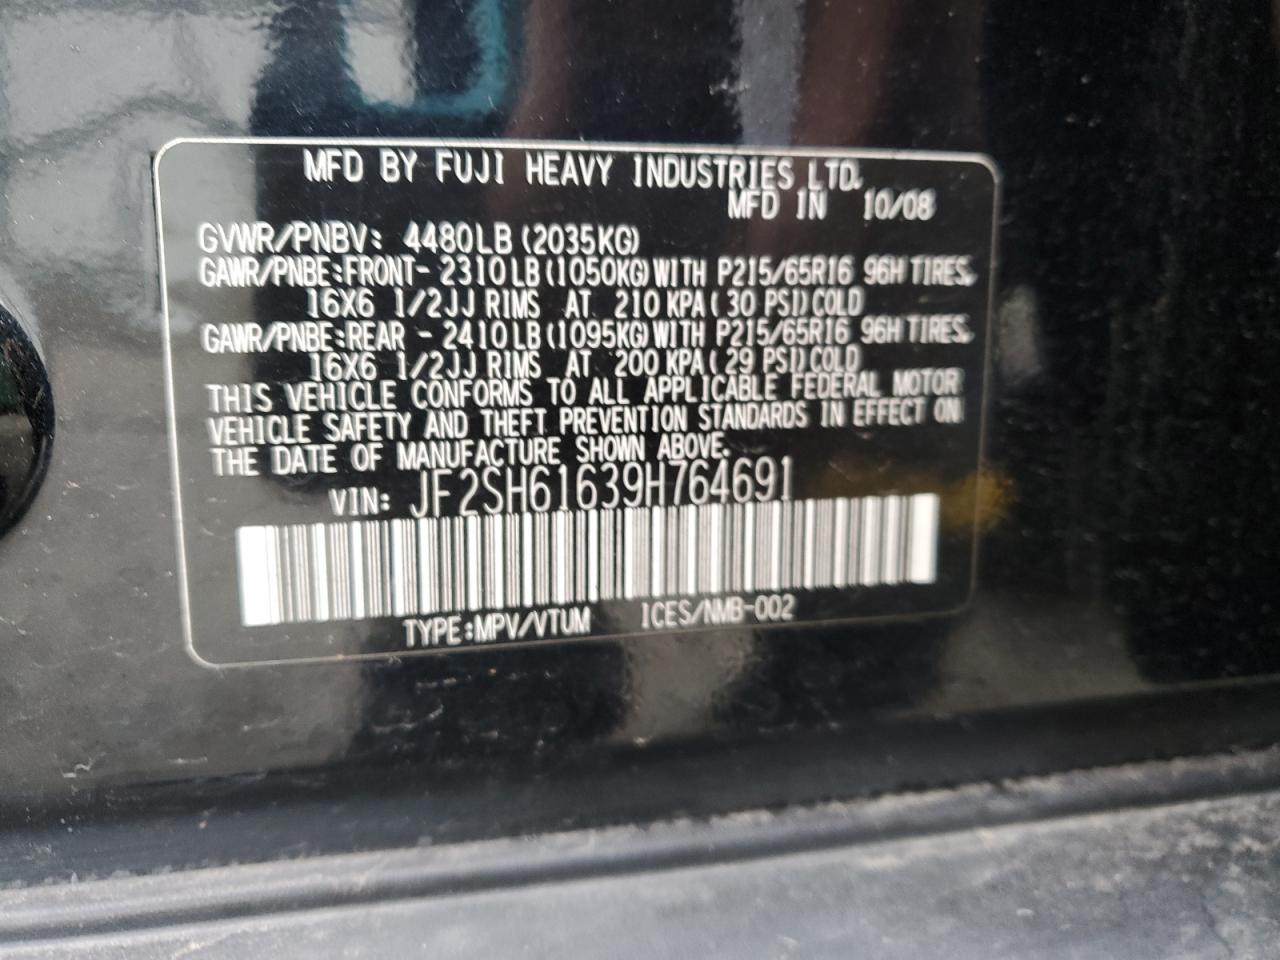 MFD BY FUJI HEAVY INDUSTRIES LTD.
MFD IN 10/08
GVWR/PNBV: 4480LB (2035KG)
GAWR/PNBE:FRONT- 2310LB (1050KG) WITH P215/65R16 96H TIRES.
16X6 1/2JJ RIMS AT 210 KPA ( 30 PSI) COLD
GAWR/PNBE:REAR - 2410LB (1095KG) WITH P215/65R16 96H TIRES.
16X6 1/2JJ RIMS AT 200 KPA ( 29 PSI) COLD
THIS VEHICLE CONFORMS TO ALL APPLICABLE FEDERAL MOTOR
VEHICLE SAFETY AND THEFT PREVENTION STANDARDS IN EFFECT ON
THE DATE OF MANUFACTURE SHOWN ABOVE.
VIN: JF2SH61639H764691
TYPE:MPV/VTUM ICES/NMB-002